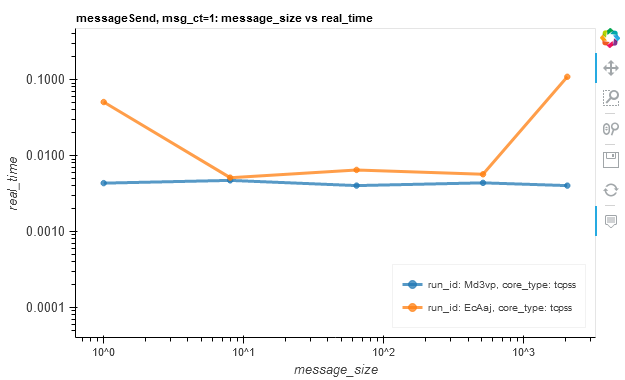 messageSend, msg_ct=1: message_size vs real_time
0.1000
0.0100
0.0010
0.0001
real_time
10^0
10^1
10^2
10^3
message_size
run_id: Md3vp, core_type: tcpss
run_id: EcAaj, core_type: tcpss